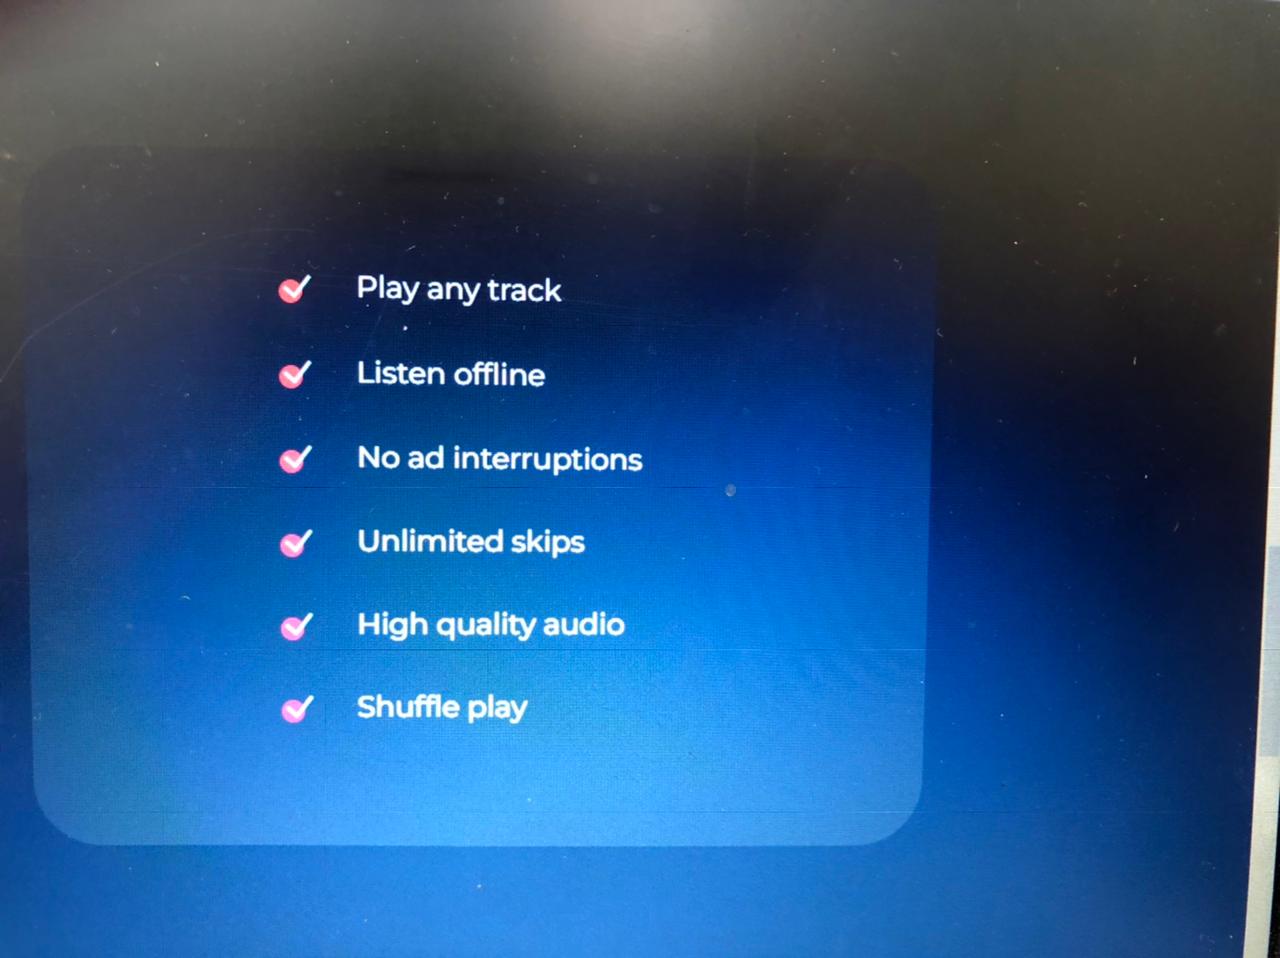 Play any track
Listen offline
No ad interruptions
Unlimited skips
High quality audio
Shuffle play